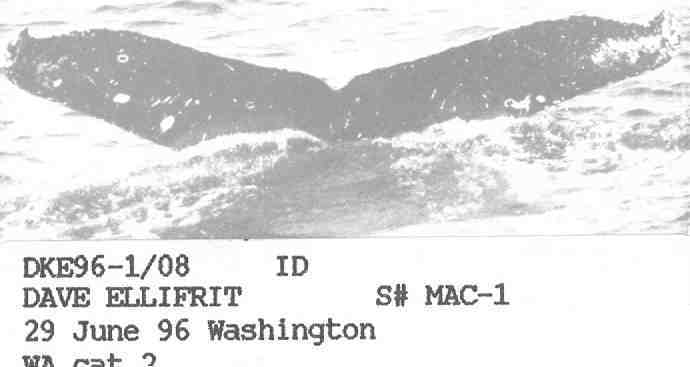 DKE96-1/08 ID
DAVE ELLIFRIT S# MAC-1
29 June 96 Washington
WA cat 2